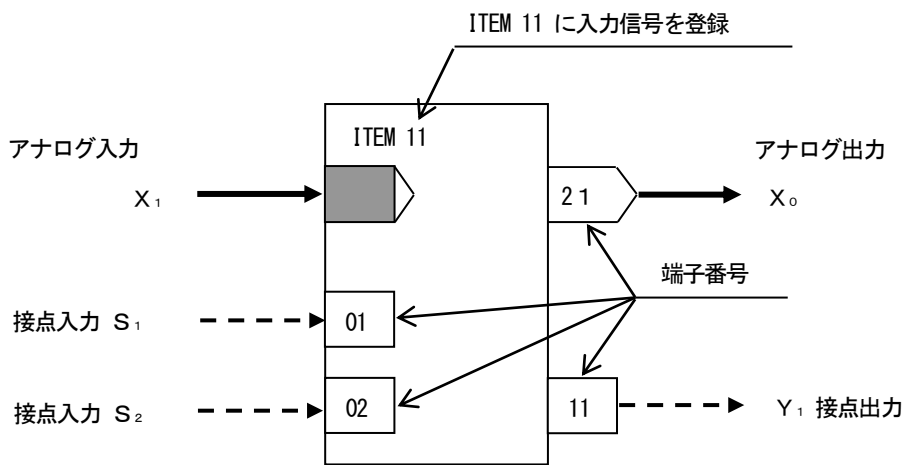 ITEM 11 に入力信号を登録
ITEM 11
アナログ入力
アナログ出力
X₁
21
X₀
端子番号
接点入力 S₁
01
接点入力 S₂
02
11
Y₁ 接点出力